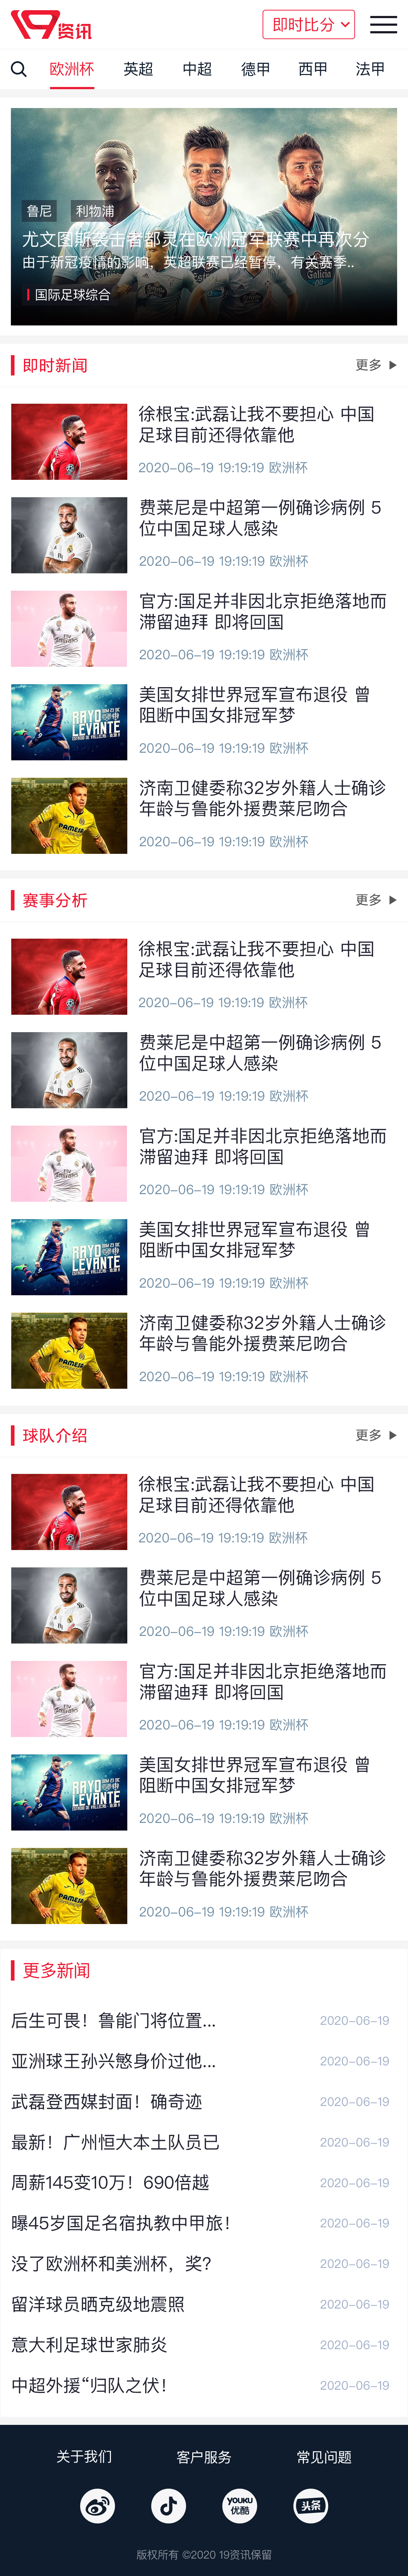 19资讯
即时比分
欧洲杯 英超 中超 德甲 西甲 法甲
鲁尼 利物浦
尤文图斯袭击者都灵在欧洲冠军联赛中再次分
由于新冠疫情的影响，英超联赛已经暂停，有关赛季..
国际足球综合
即时新闻 更多
徐根宝:武磊让我不要担心 中国
足球目前还得依靠他
2020-06-19 19:19:19 欧洲杯
费莱尼是中超第一例确诊病例 5
位中国足球人感染
2020-06-19 19:19:19 欧洲杯
官方:国足并非因北京拒绝落地而
滞留迪拜 即将回国
2020-06-19 19:19:19 欧洲杯
RAYO
LEVANTE
美国女排世界冠军宣布退役 曾
阻断中国女排冠军梦
2020-06-19 19:19:19 欧洲杯
济南卫健委称32岁外籍人士确诊
年龄与鲁能外援费莱尼吻合
2020-06-19 19:19:19 欧洲杯
赛事分析 更多
徐根宝:武磊让我不要担心 中国
足球目前还得依靠他
2020-06-19 19:19:19 欧洲杯
费莱尼是中超第一例确诊病例 5
位中国足球人感染
2020-06-19 19:19:19 欧洲杯
官方:国足并非因北京拒绝落地而
滞留迪拜 即将回国
2020-06-19 19:19:19 欧洲杯
RAYO
LEVANTE
美国女排世界冠军宣布退役 曾
阻断中国女排冠军梦
2020-06-19 19:19:19 欧洲杯
济南卫健委称32岁外籍人士确诊
年龄与鲁能外援费莱尼吻合
2020-06-19 19:19:19 欧洲杯
球队介绍 更多
徐根宝:武磊让我不要担心 中国
足球目前还得依靠他
2020-06-19 19:19:19 欧洲杯
费莱尼是中超第一例确诊病例 5
位中国足球人感染
2020-06-19 19:19:19 欧洲杯
官方:国足并非因北京拒绝落地而
滞留迪拜 即将回国
2020-06-19 19:19:19 欧洲杯
RAYO
LEVANTE
美国女排世界冠军宣布退役 曾
阻断中国女排冠军梦
2020-06-19 19:19:19 欧洲杯
济南卫健委称32岁外籍人士确诊
年龄与鲁能外援费莱尼吻合
2020-06-19 19:19:19 欧洲杯
更多新闻
后生可畏！鲁能门将位置... 2020-06-19
亚洲球王孙兴慜身价过他... 2020-06-19
武磊登西媒封面！确奇迹 2020-06-19
最新！广州恒大本土队员已 2020-06-19
周薪145变10万！690倍越 2020-06-19
曝45岁国足名宿执教中甲旅！ 2020-06-19
没了欧洲杯和美洲杯，奖? 2020-06-19
留洋球员晒克级地震照 2020-06-19
意大利足球世家肺炎 2020-06-19
中超外援“归队之伏！ 2020-06-19
关于我们 客户服务 常见问题
YOUKU
优酷
头条
版权所有 ©2020 19资讯保留